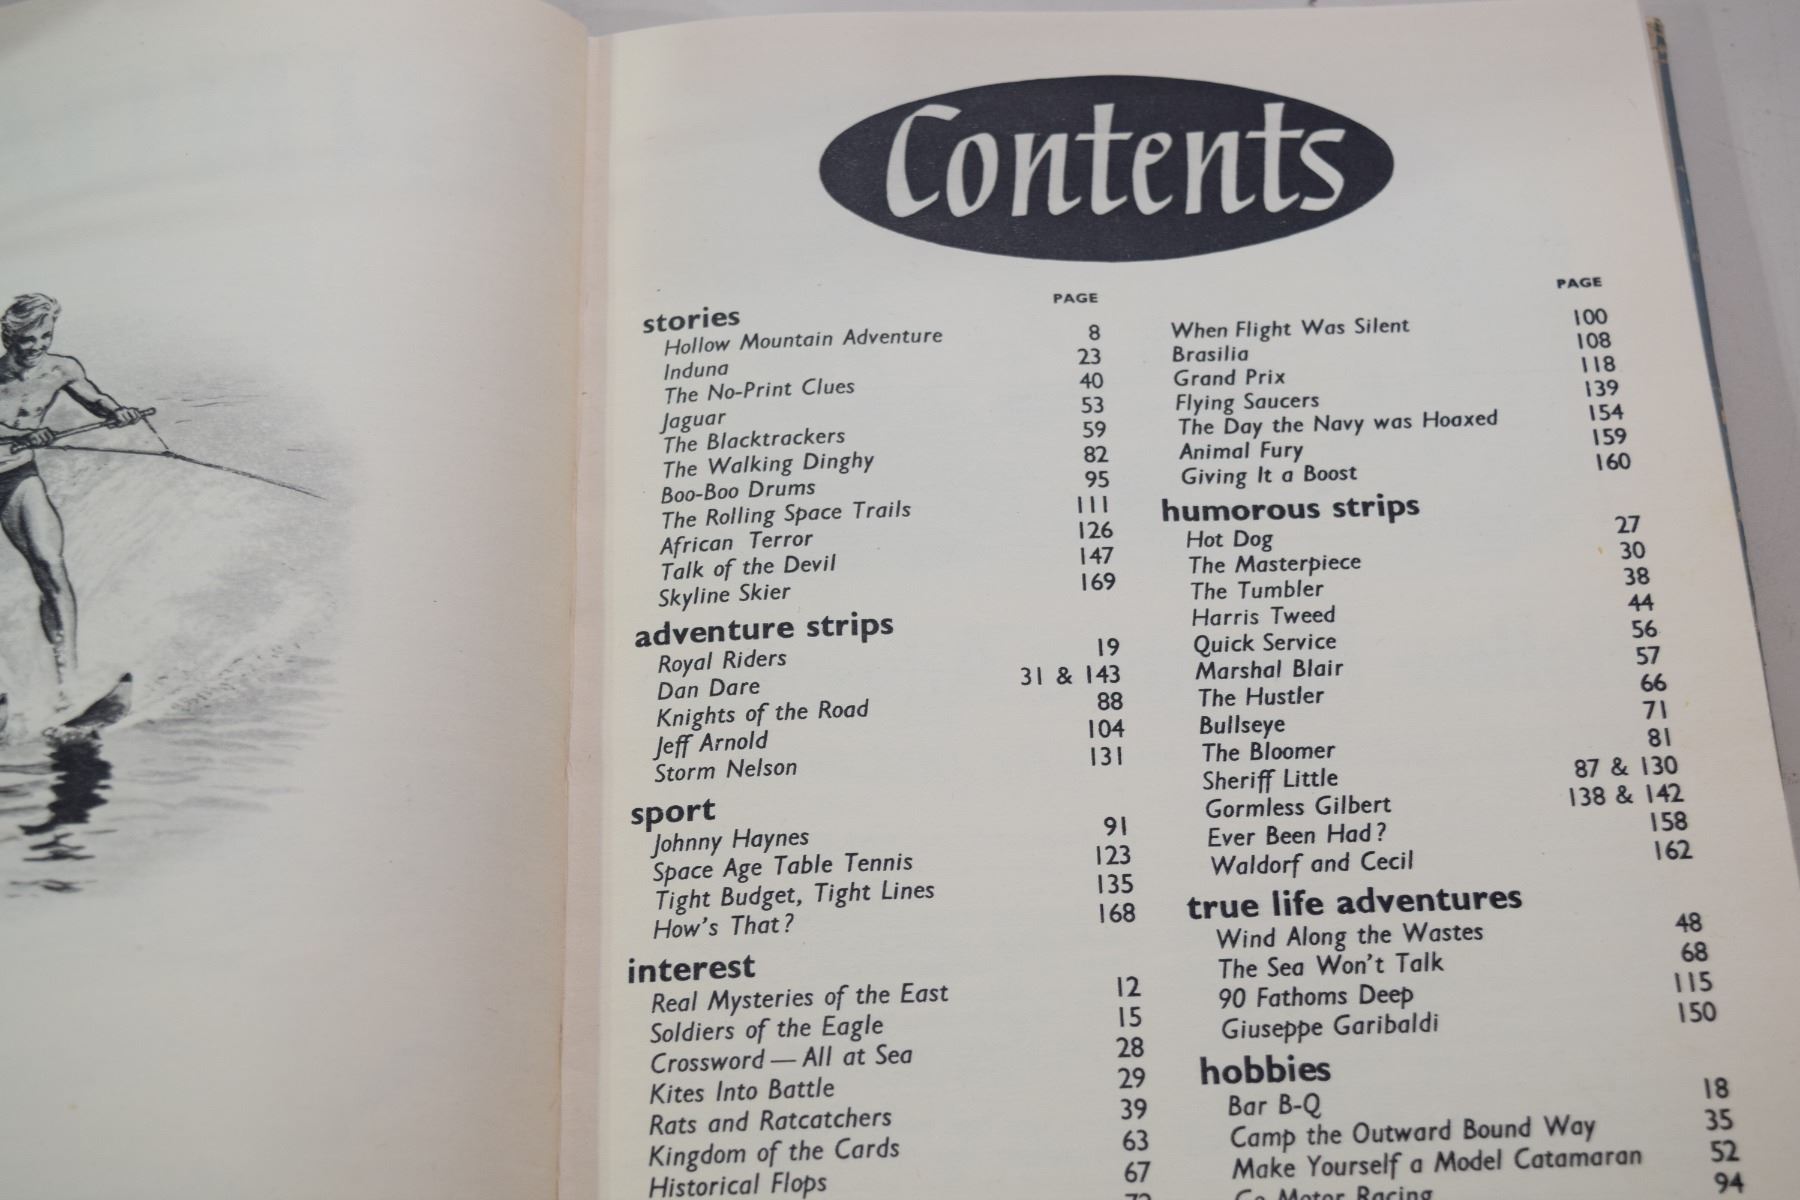 Contents
PAGE
stories
Hollow Mountain Adventure 8
Induna 23
The No-Print Clues 40
Jaguar 53
The Blacktrackers 59
The Walking Dinghy 82
Boo-Boo Drums 95
The Rolling Space Trails 111
African Terror 126
Talk of the Devil 147
Skyline Skier 169
adventure strips
Royal Riders 19
Dan Dare 31 & 143
Knights of the Road 88
Jeff Arnold 104
Storm Nelson 131
sport
Johnny Haynes 91
Space Age Table Tennis 123
Tight Budget, Tight Lines 135
How's That? 168
interest
Real Mysteries of the East 12
Soldiers of the Eagle 15
Crossword — All at Sea 28
Kites Into Battle 29
Rats and Ratcatchers 39
Kingdom of the Cards 63
Historical Flops 67
PAGE
When Flight Was Silent 100
Brasilia 108
Grand Prix 118
Flying Saucers 139
The Day the Navy was Hoaxed 154
Animal Fury 159
Giving It a Boost 160
humorous strips
Hot Dog 27
The Masterpiece 30
The Tumbler 38
Harris Tweed 44
Quick Service 56
Marshal Blair 57
The Hustler 66
Bullseye 71
The Bloomer 81
Sheriff Little 87 & 130
Gormless Gilbert 138 & 142
Ever Been Had? 158
Waldorf and Cecil 162
true life adventures
Wind Along the Wastes 48
The Sea Won't Talk 68
90 Fathoms Deep 115
Giuseppe Garibaldi 150
hobbies
Bar B-Q 18
Camp the Outward Bound Way 35
Make Yourself a Model Catamaran 52
Go Motor Racing 94